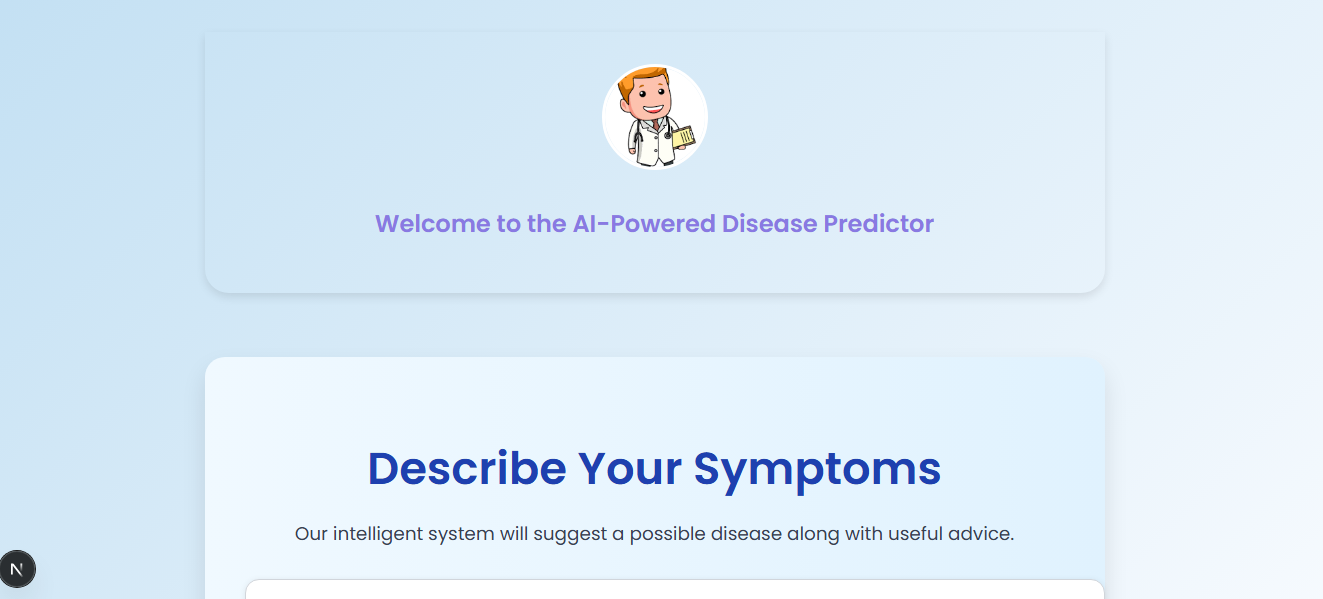 Welcome to the AI-Powered Disease Predictor
Describe Your Symptoms
Our intelligent system will suggest a possible disease along with useful advice.
N